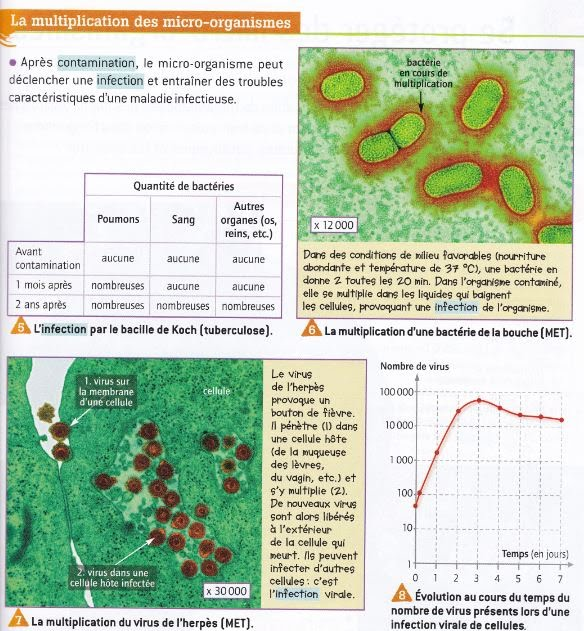 La multiplication des micro-organismes
● Après contamination, le micro-organisme peut
déclencher une infection et entraîner des troubles
caractéristiques d'une maladie infectieuse.
Quantité de bactéries
Poumons Sang Autres organes (os, reins, etc.)
Avant contamination aucune aucune aucune
1 mois après nombreuses aucune aucune
2 ans après nombreuses nombreuses nombreuses
5 L'infection par le bacille de Koch (tuberculose).
bactérie
en cours de
multiplication
x 12 000
Dans des conditions de milieu favorables (nourriture
abondante et température de 37 °C), une bactérie en
donne 2 toutes les 20 min. Dans l'organisme contaminé,
elle se multiplie dans les liquides qui baignent
les cellules, provoquant une infection de l'organisme.
6 La multiplication d'une bactérie de la bouche (MET).
1. virus sur
la membrane
d'une cellule
cellule
2. virus dans une
cellule hôte infectée
x 30 000
Le virus
de l'herpès
provoque un
bouton de fièvre.
Il pénètre (1) dans
une cellule hôte
(de la muqueuse
des lèvres,
du vagin, etc.) et
s'y multiplie (2).
De nouveaux virus
sont alors libérés
à l'extérieur
de la cellule qui
meurt. Ils peuvent
infecter d'autres
cellules : c'est
l'infection virale.
7 La multiplication du virus de l'herpès (MET).
Nombre de virus
100 000
10 000
1 000
100
10
1
Temps (en jours)
0 1 2 3 4 5 6 7
8 Évolution au cours du temps du
nombre de virus présents lors d'une
infection virale de cellules.